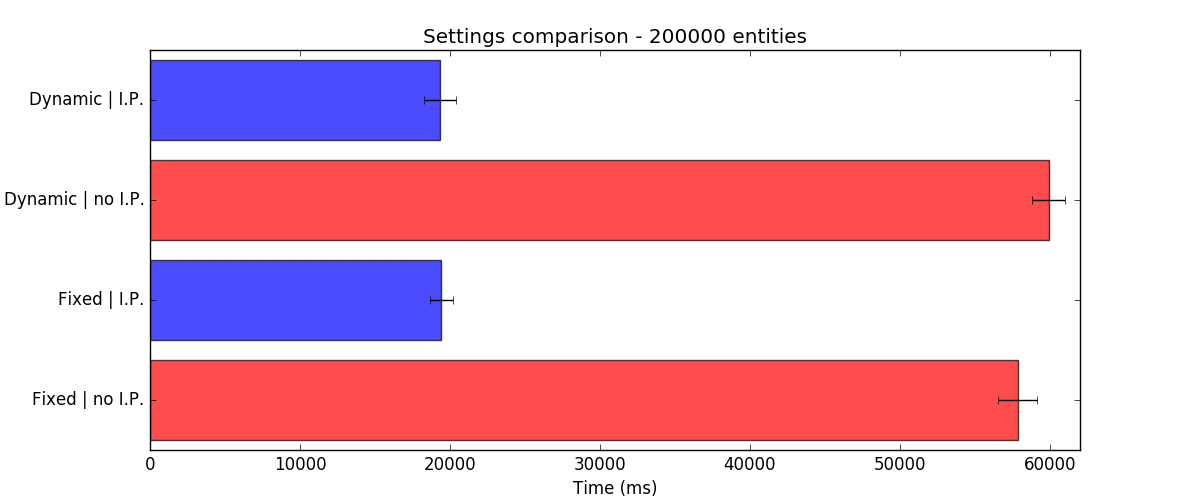 Settings comparison - 200000 entities
Dynamic | I.P.
Dynamic | no I.P.
Fixed | I.P.
Fixed | no I.P.
0 10000 20000 30000 40000 50000 60000
Time (ms)